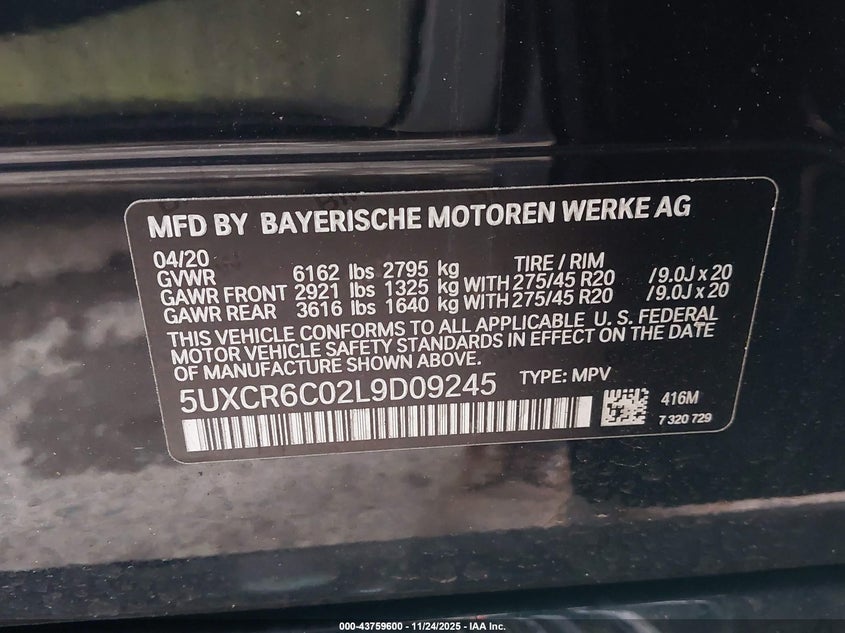 MFD BY BAYERISCHE MOTOREN WERKE AG
04/20 TIRE / RIM
GVWR 6162 lbs 2795 kg
GAWR FRONT 2921 lbs 1325 kg WITH 275/45 R20 /9.0J x 20
GAWR REAR 3616 lbs 1640 kg WITH 275/45 R20 /9.0J x 20
THIS VEHICLE CONFORMS TO ALL APPLICABLE U. S. FEDERAL
MOTOR VEHICLE SAFETY STANDARDS IN EFFECT ON THE DATE
OF MANUFACTURE SHOWN ABOVE.
5UXCR6C02L9D09245 TYPE: MPV
416M
7 320 729
000-43759600 - 11/24/2025 - IAA Inc.